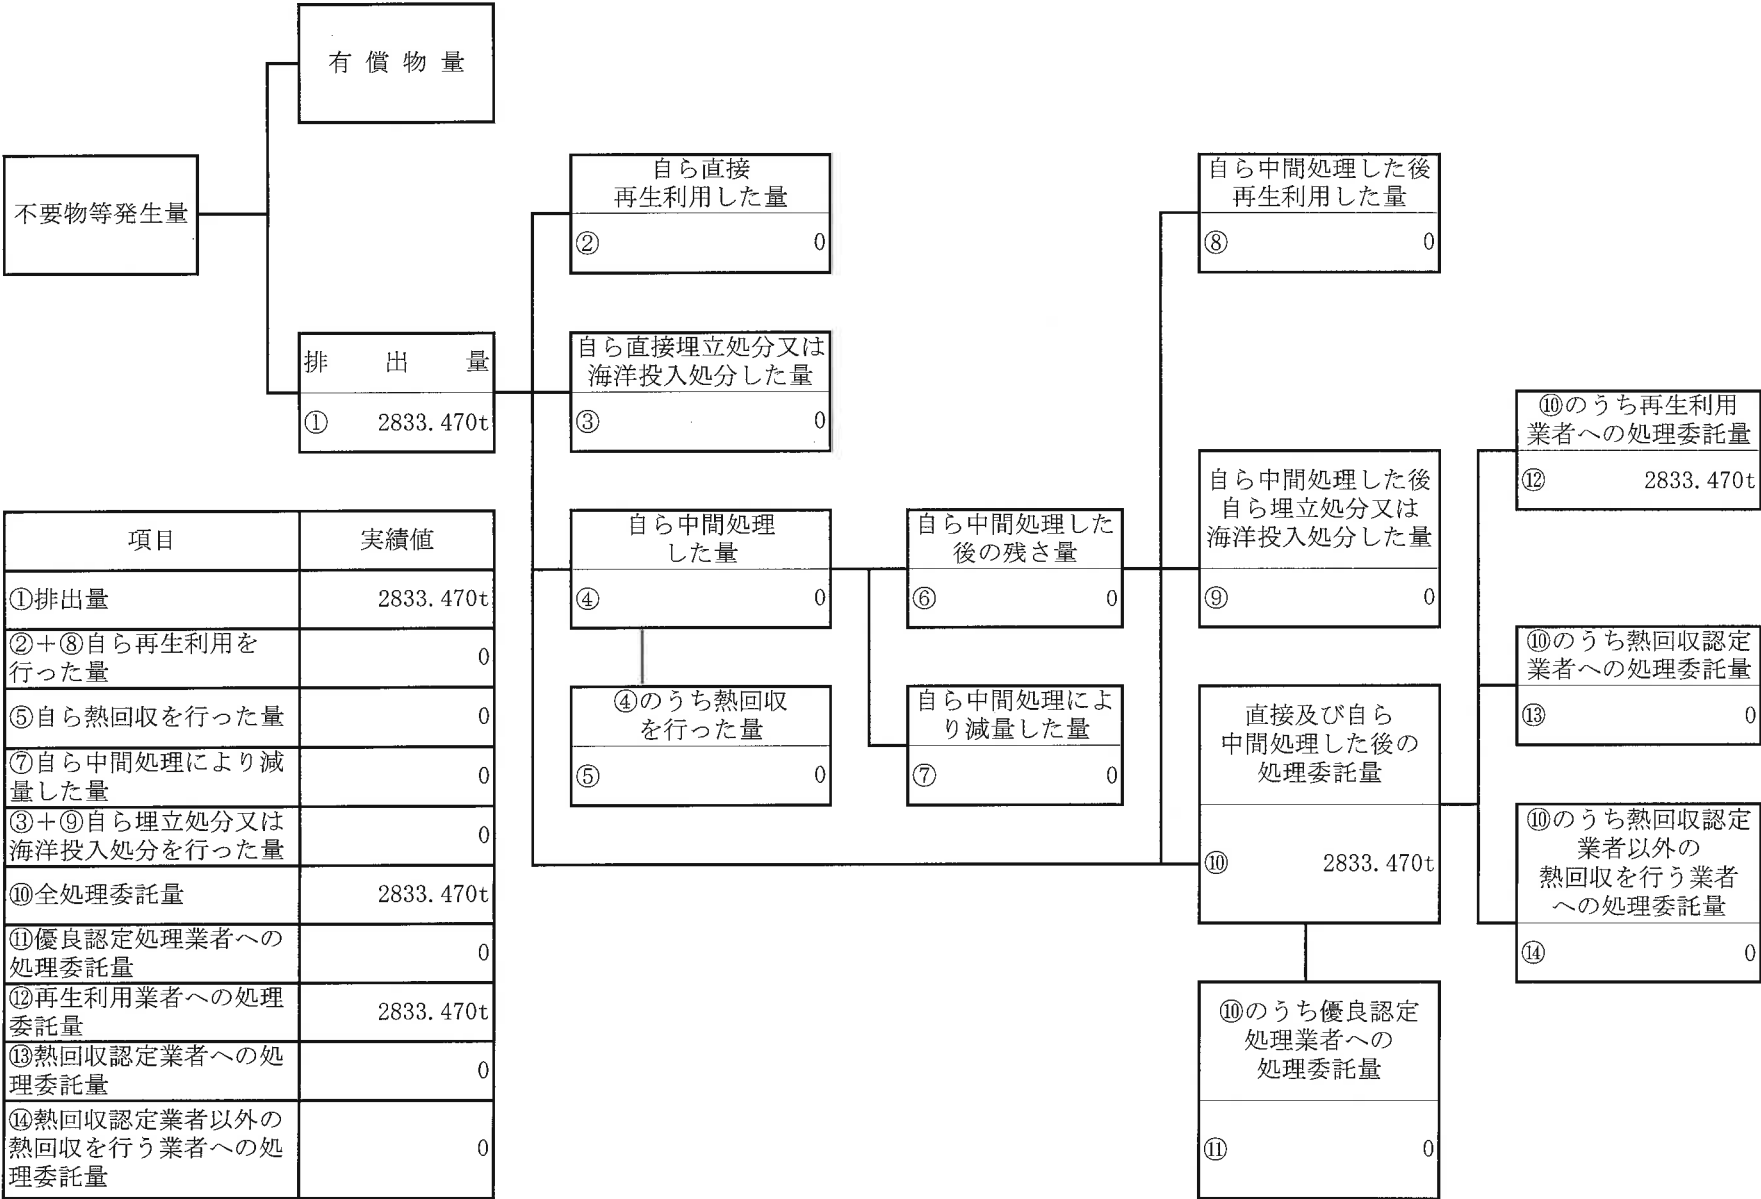 有償物量
不要物等発生量
排出量
① 2833.470t
自ら直接
再生利用した量
② 0
自ら直接埋立処分又は
海洋投入処分した量
③ 0
自ら中間処理
した量
④ 0
④のうち熱回収
を行った量
⑤ 0
自ら中間処理した
後の残さ量
⑥ 0
自ら中間処理によ
り減量した量
⑦ 0
自ら中間処理した後
再生利用した量
⑧ 0
自ら中間処理した後
自ら埋立処分又は
海洋投入処分した量
⑨ 0
直接及び自ら
中間処理した後の
処理委託量
⑩ 2833.470t
⑩のうち優良認定
処理業者への
処理委託量
⑪ 0
⑩のうち再生利用
業者への処理委託量
⑫ 2833.470t
⑩のうち熱回収認定
業者への処理委託量
⑬ 0
⑩のうち熱回収認定
業者以外の
熱回収を行う業者
への処理委託量
⑭ 0
項目 実績値
①排出量 2833.470t
②＋⑧自ら再生利用を
行った量 0
⑤自ら熱回収を行った量 0
⑦自ら中間処理により減
量した量 0
③＋⑨自ら埋立処分又は
海洋投入処分を行った量 0
⑩全処理委託量 2833.470t
⑪優良認定処理業者への
処理委託量 0
⑫再生利用業者への処理
委託量 2833.470t
⑬熱回収認定業者への処
理委託量 0
⑭熱回収認定業者以外の
熱回収を行う業者への処
理委託量 0